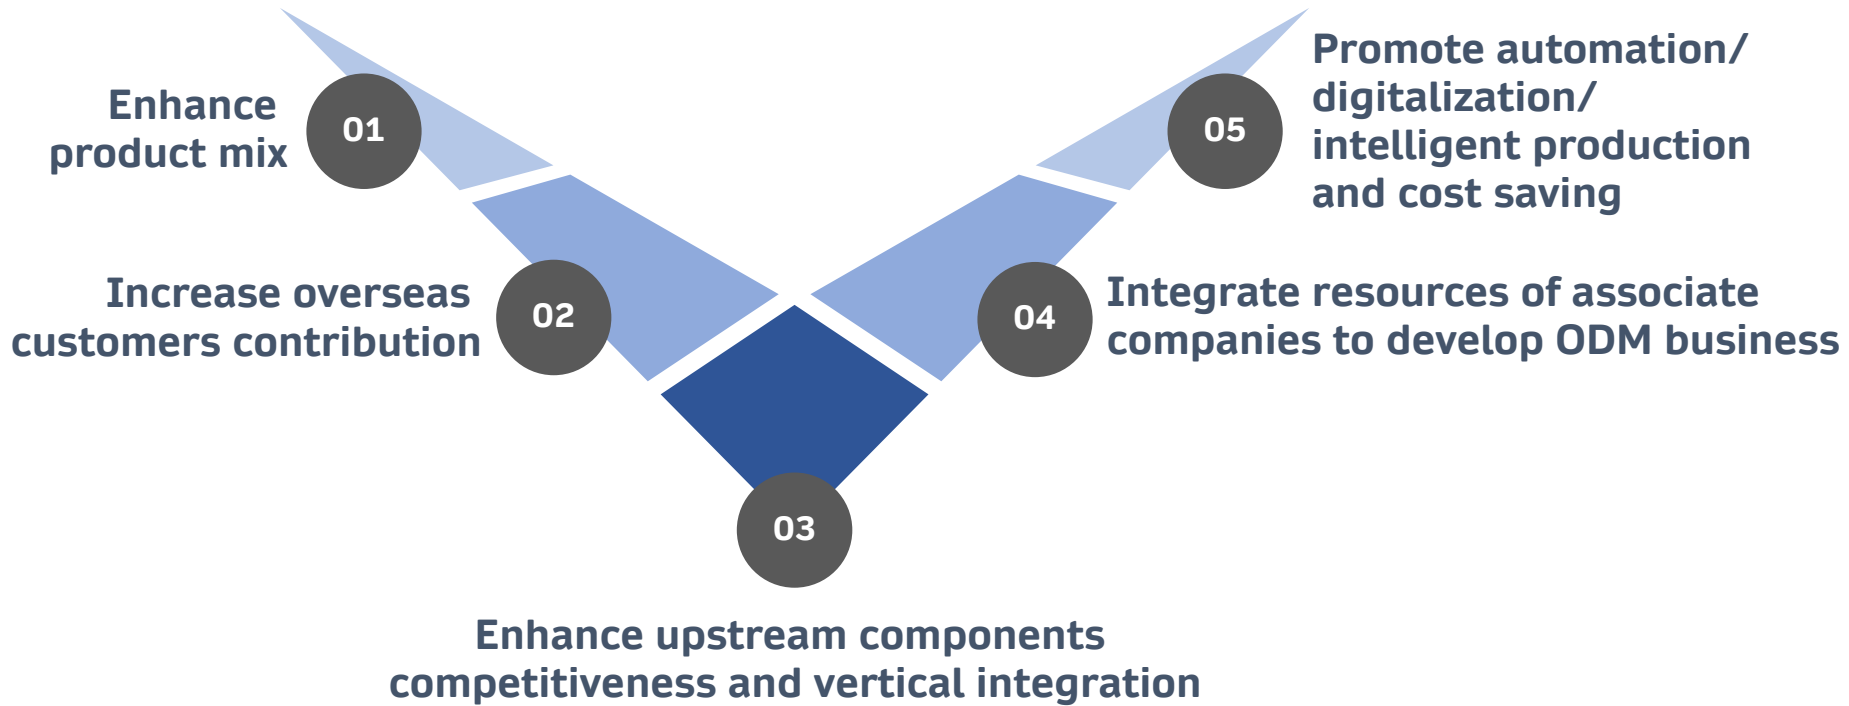 01
Enhance
product mix
02
Increase overseas
customers contribution
03
Enhance upstream components
competitiveness and vertical integration
04
Integrate resources of associate
companies to develop ODM business
05
Promote automation/
digitalization/
intelligent production
and cost saving